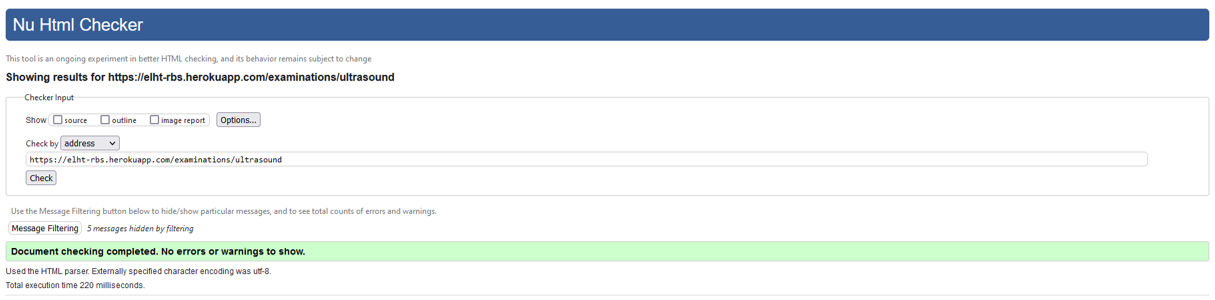 Nu Html Checker
This tool is an ongoing experiment in better HTML checking, and its behavior remains subject to change
Showing results for https://elht-rbs.herokuapp.com/examinations/ultrasound
Checker Input
Show source outline image report Options...
Check by address
https://elht-rbs.herokuapp.com/examinations/ultrasound
Check
Use the Message Filtering button below to hide/show particular messages, and to see total counts of errors and warnings.
Message Filtering 5 messages hidden by filtering
Document checking completed. No errors or warnings to show.
Used the HTML parser. Externally specified character encoding was utf-8.
Total execution time 220 milliseconds.